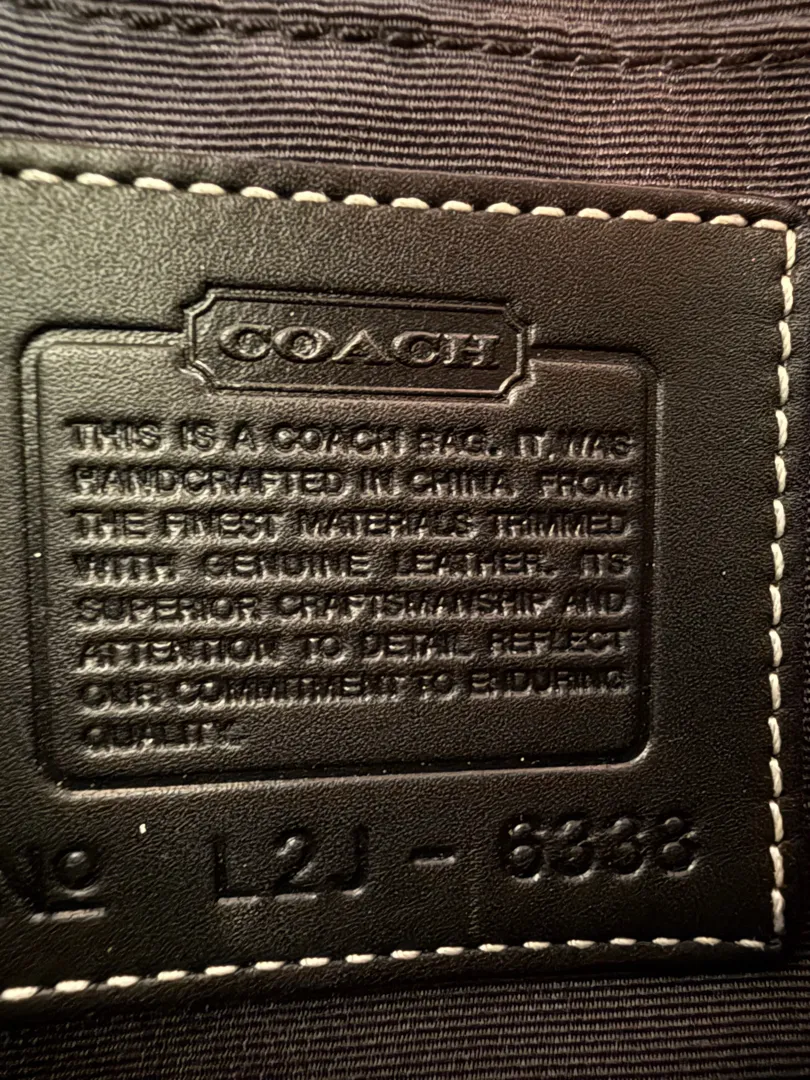 COACH
THIS IS A COACH BAG. IT WAS
HANDCRAFTED IN CHINA FROM
THE FINEST MATERIALS TRIMMED
WITH GENUINE LEATHER. ITS
SUPERIOR CRAFTSMANSHIP AND
ATTENTION TO DETAIL REFLECT
OUR COMMITMENT TO ENDURING
QUALITY.
Nº L2J - 6338